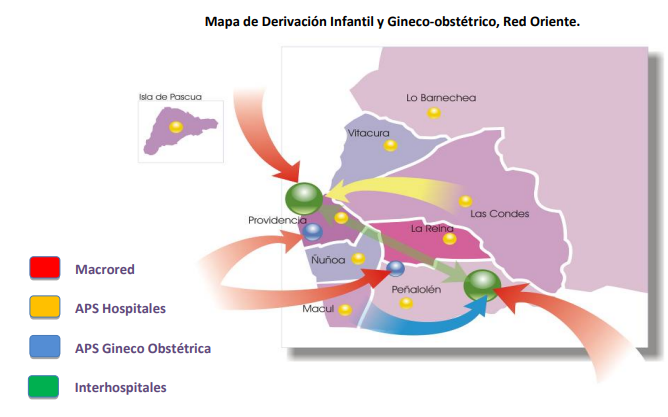 Mapa de Derivación Infantil y Gineco-obstétrico, Red Oriente.
Isla de Pascua
Lo Barnechea
Vitacura
Las Condes
Providencia
La Reina
Ñuñoa
Peñalolén
Macul
Macrored
APS Hospitales
APS Gineco Obstétrica
Interhospitales